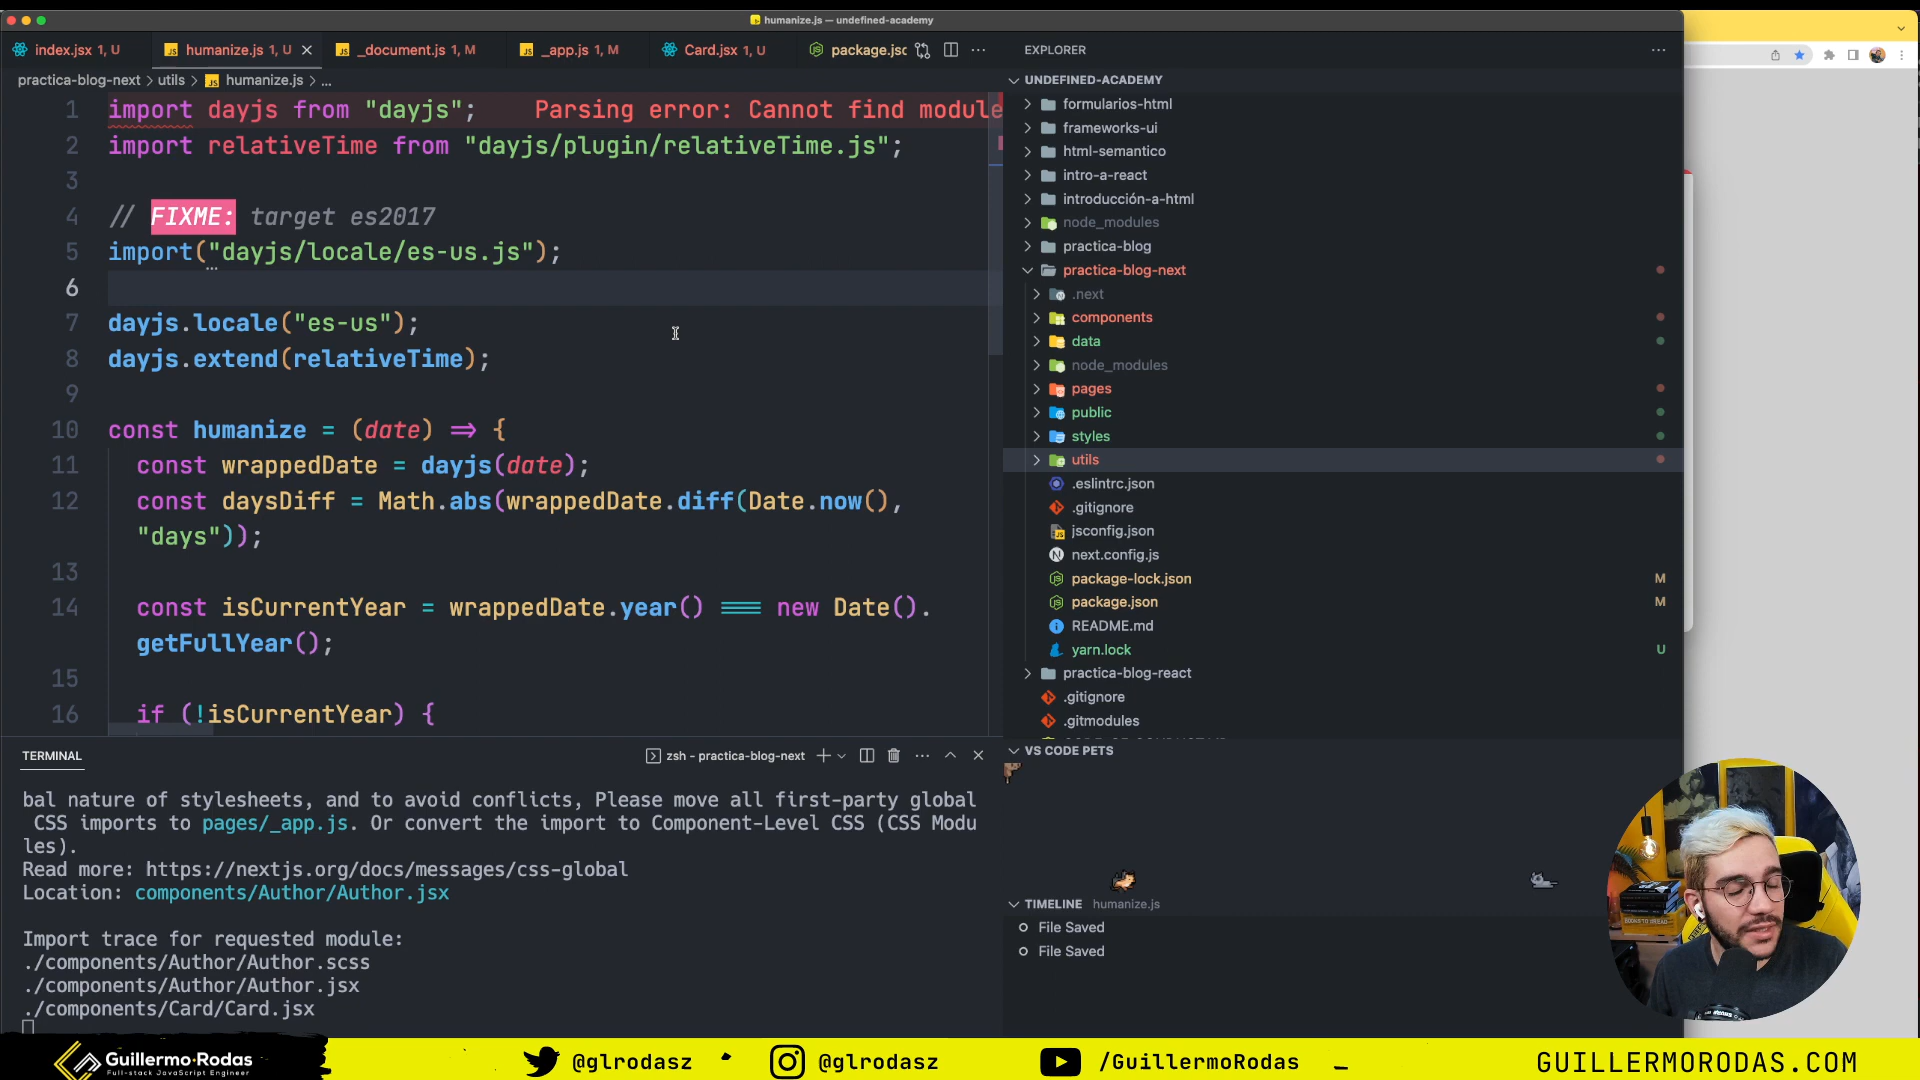 humanize.js — undefined-academy
index.jsx 1, U
humanize.js 1, U
_document.js 1, M
_app.js 1, M
Card.jsx 1, U
package.jsc
practica-blog-next > utils > humanize.js > ...
1 import dayjs from "dayjs"; Parsing error: Cannot find module
2 import relativeTime from "dayjs/plugin/relativeTime.js";
3
4 // FIXME: target es2017
5 import("dayjs/locale/es-us.js");
6
7 dayjs.locale("es-us");
8 dayjs.extend(relativeTime);
9
10 const humanize = (date) => {
11 const wrappedDate = dayjs(date);
12 const daysDiff = Math.abs(wrappedDate.diff(Date.now(),
"days"));
13
14 const isCurrentYear = wrappedDate.year() === new Date().
getFullYear();
15
16 if (!isCurrentYear) {
TERMINAL
zsh - practica-blog-next
bal nature of stylesheets, and to avoid conflicts, Please move all first-party global
CSS imports to pages/_app.js. Or convert the import to Component-Level CSS (CSS Modu
les).
Read more: https://nextjs.org/docs/messages/css-global
Location: components/Author/Author.jsx
Import trace for requested module:
./components/Author/Author.scss
./components/Author/Author.jsx
./components/Card/Card.jsx
EXPLORER
UNDEFINED-ACADEMY
formularios-html
frameworks-ui
html-semantico
intro-a-react
introducción-a-html
node_modules
practica-blog
practica-blog-next
.next
components
data
node_modules
pages
public
styles
utils
.eslintrc.json
.gitignore
jsconfig.json
next.config.js
package-lock.json M
package.json M
README.md
yarn.lock U
practica-blog-react
.gitignore
.gitmodules
VS CODE PETS
TIMELINE humanize.js
File Saved
File Saved
Guillermo Rodas
Full-stack JavaScript Engineer
@glrodasz
@glrodasz
/GuillermoRodas
GUILLERMORODAS.COM